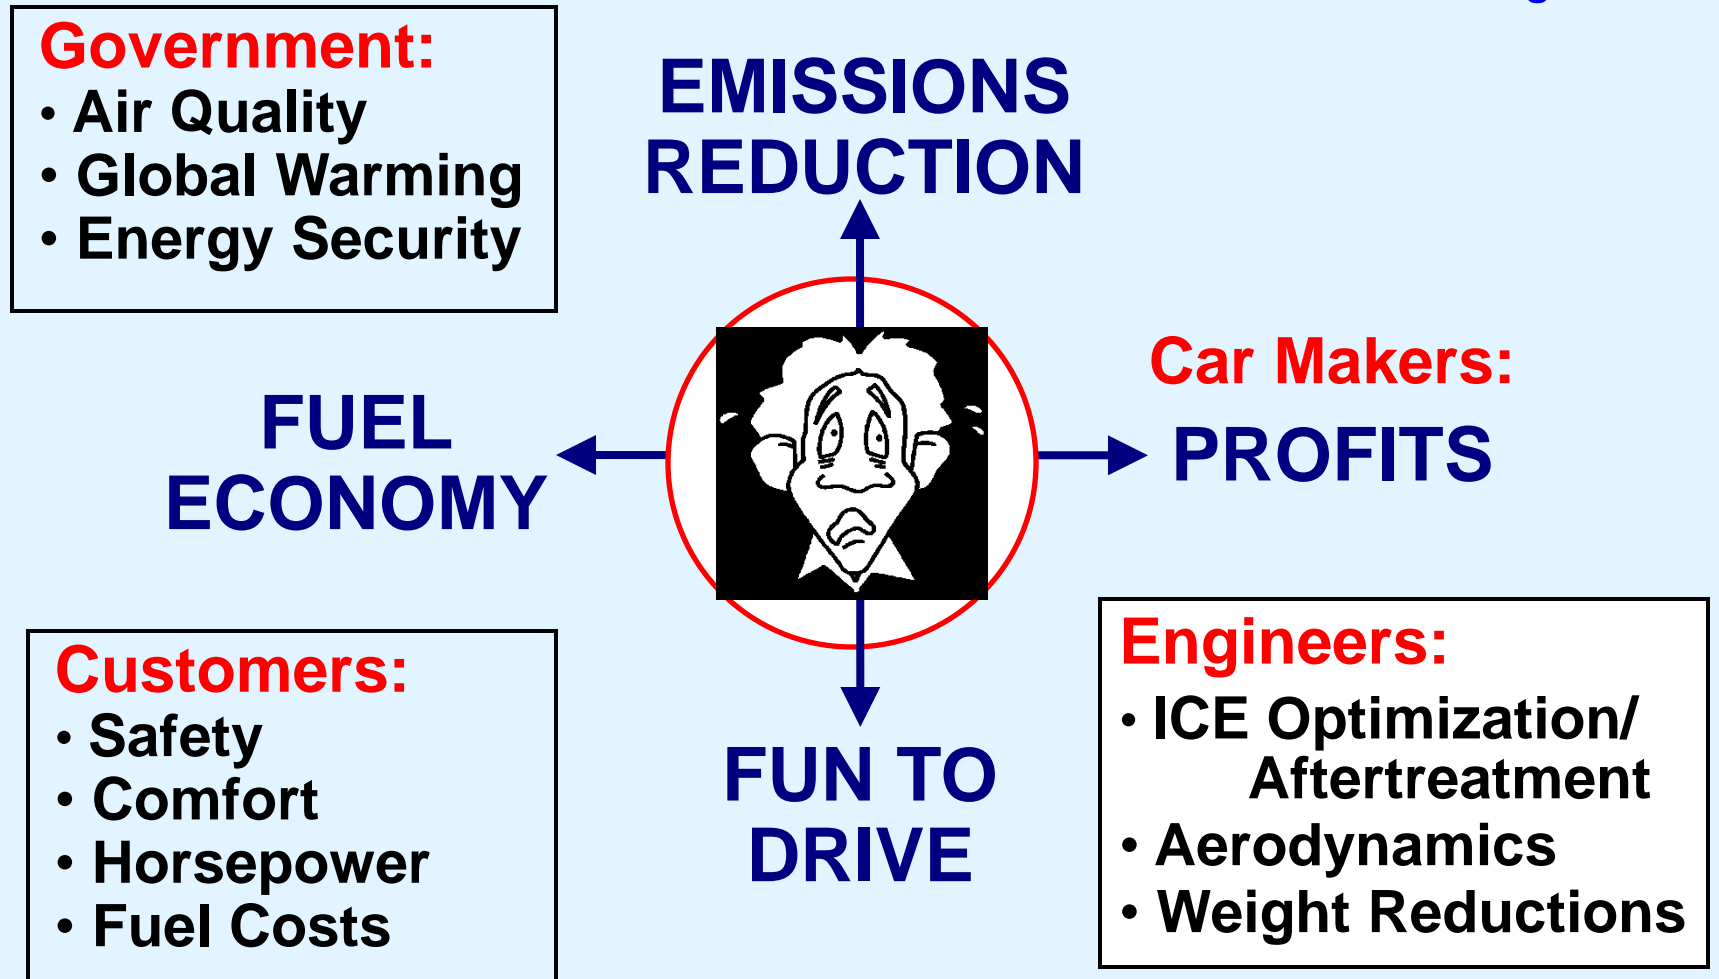 Government:
• Air Quality
• Global Warming
• Energy Security
EMISSIONS
REDUCTION
FUEL
ECONOMY
Car Makers:
PROFITS
Customers:
• Safety
• Comfort
• Horsepower
• Fuel Costs
FUN TO
DRIVE
Engineers:
• ICE Optimization/
Aftertreatment
• Aerodynamics
• Weight Reductions